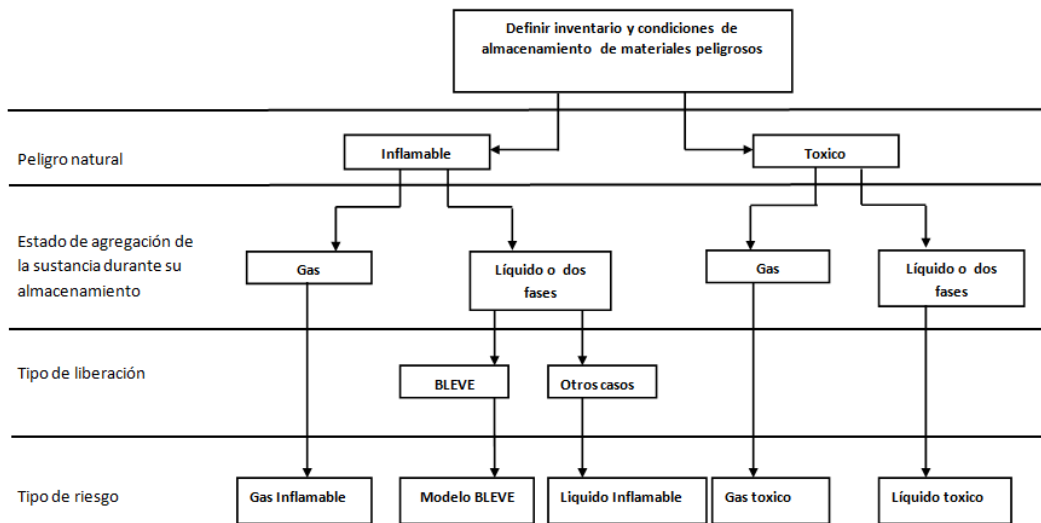 Definir inventario y condiciones de
almacenamiento de materiales peligrosos
Peligro natural
Inflamable
Toxico
Estado de agregación de
la sustancia durante su
almacenamiento
Gas
Líquido o dos
fases
Gas
Líquido o dos
fases
Tipo de liberación
BLEVE
Otros casos
Tipo de riesgo
Gas Inflamable
Modelo BLEVE
Liquido Inflamable
Gas toxico
Líquido toxico